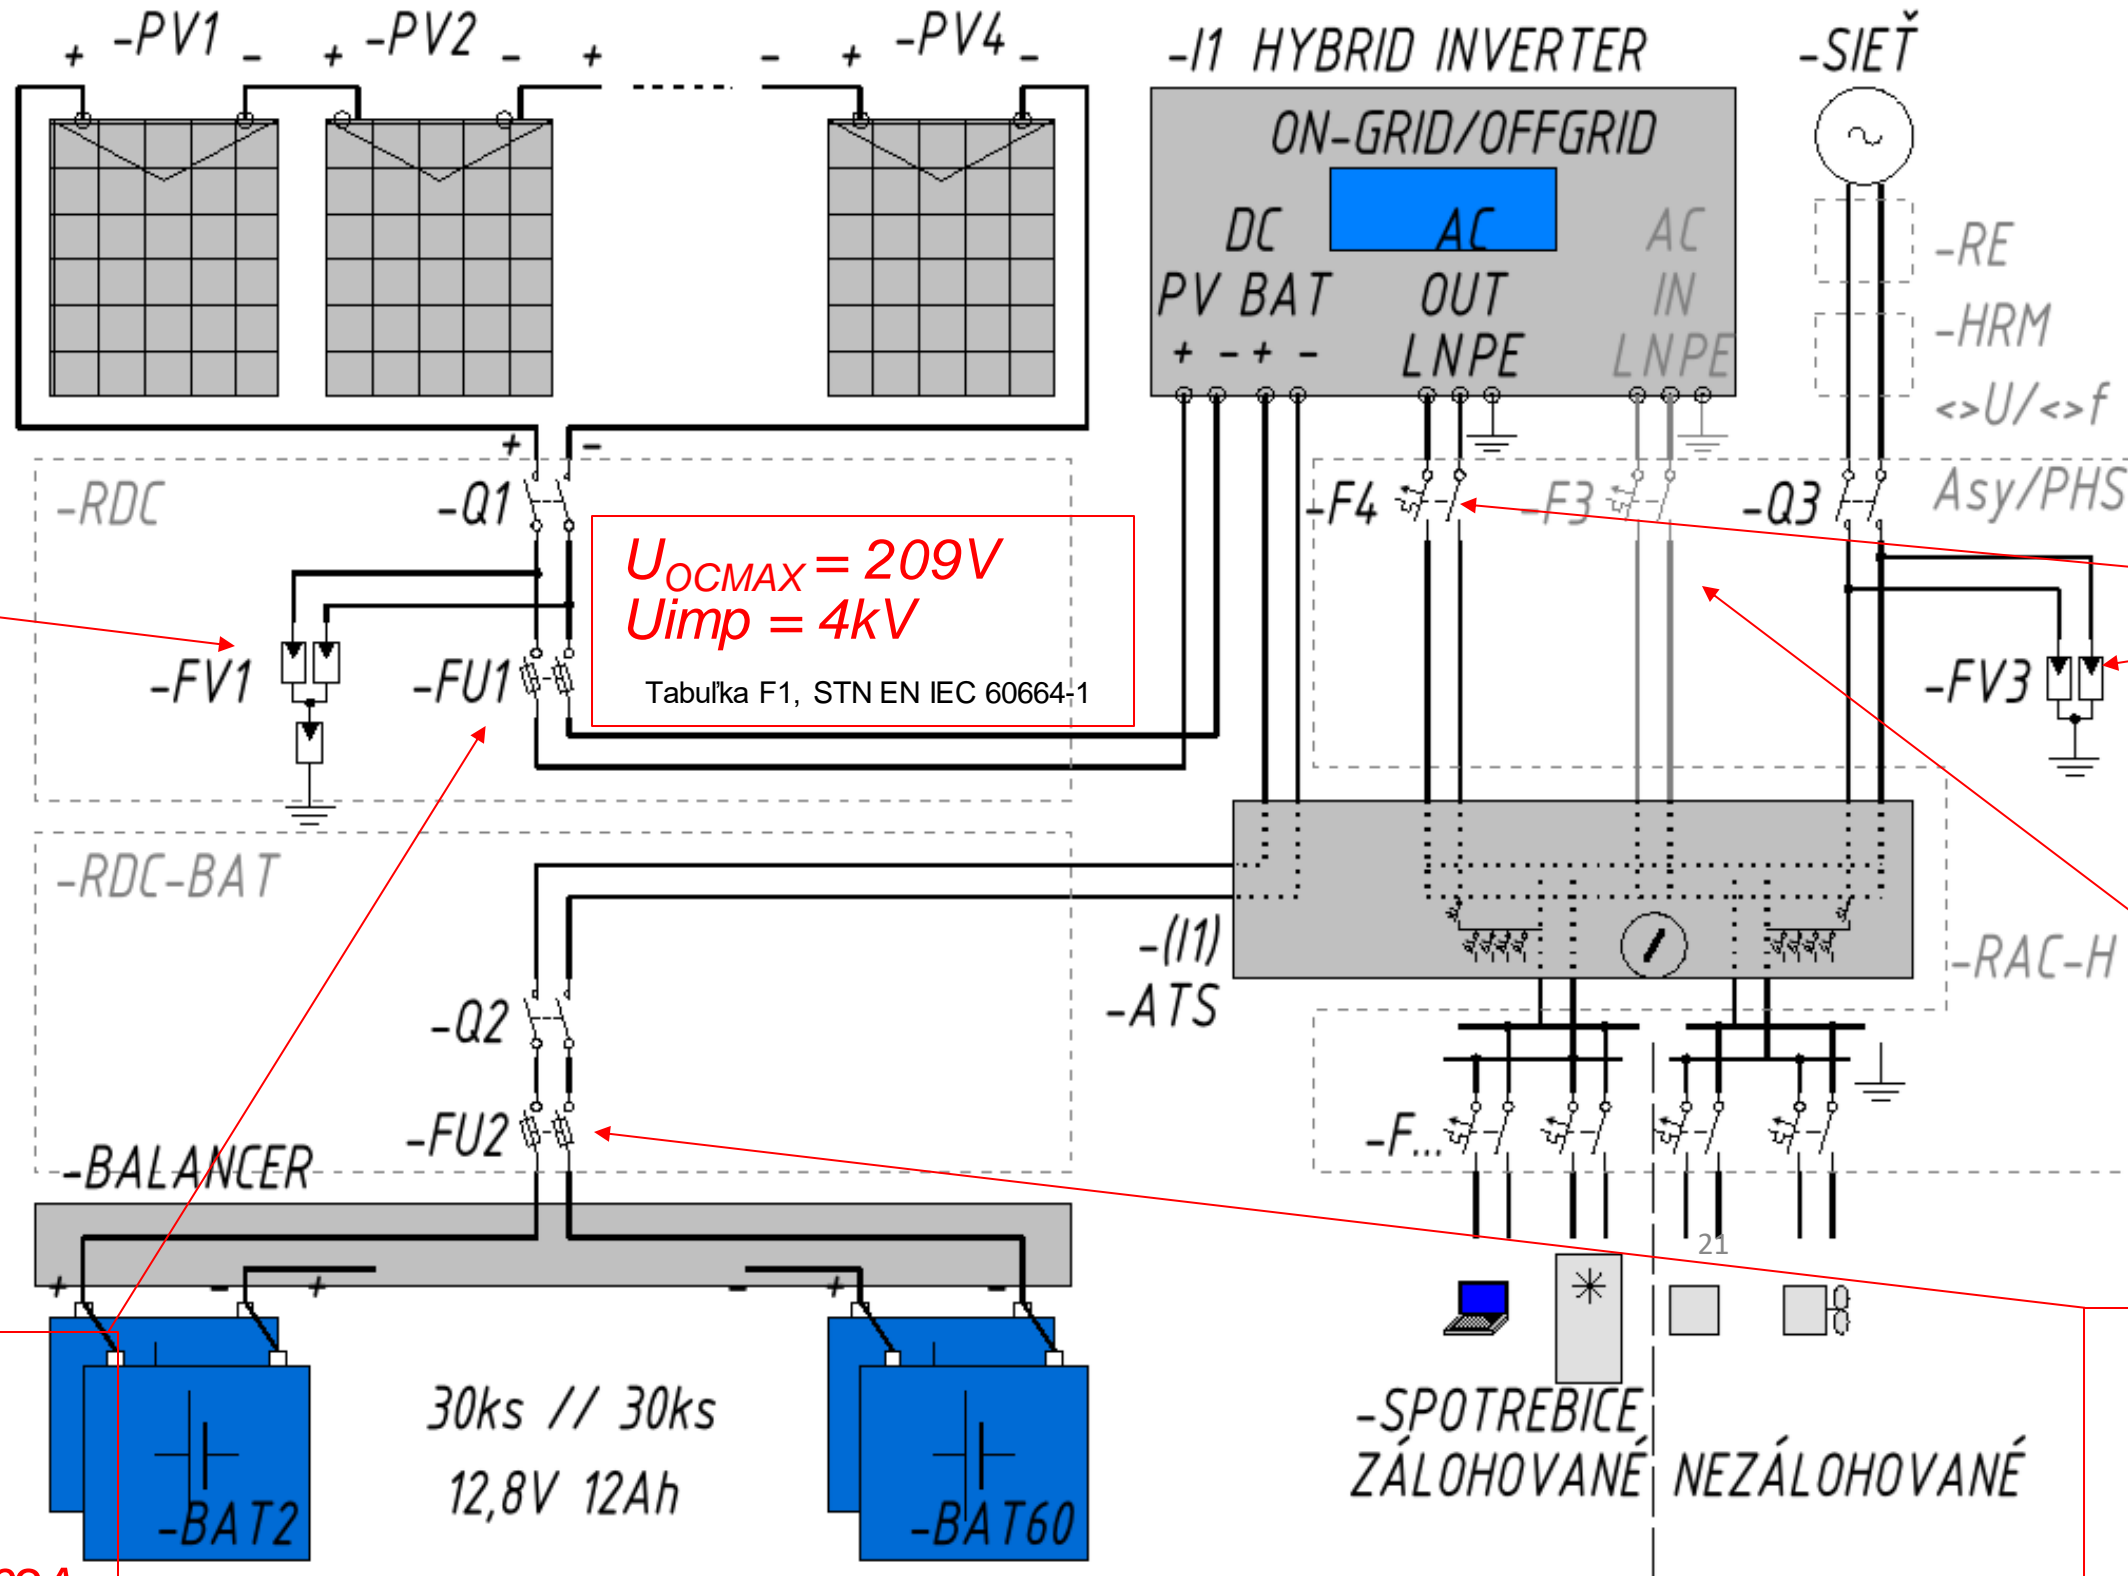 + -PV1 - + -PV2 - + - + -PV4 -
-I1 HYBRID INVERTER
-SIEŤ
ON-GRID/OFFGRID
DC AC AC
PV BAT OUT IN
+ - + - LNPE LNPE
-RE
-HRM
<>U/<>f
Asy/PHS
+ -
-RDC
-Q1
-F4
-F3
-Q3
UOCMAX = 209V
Uimp = 4kV
Tabuľka F1, STN EN IEC 60664-1
-FV1
-FU1
-FV3
-RDC-BAT
-(I1)
-ATS
-RAC-H
-Q2
-FU2
-F...
-BALANCER
21
+ - + - + -
30ks // 30ks
12,8V 12Ah
-BAT2
-BAT60
-SPOTREBICE
ZÁLOHOVANÉ NEZÁLOHOVANÉ